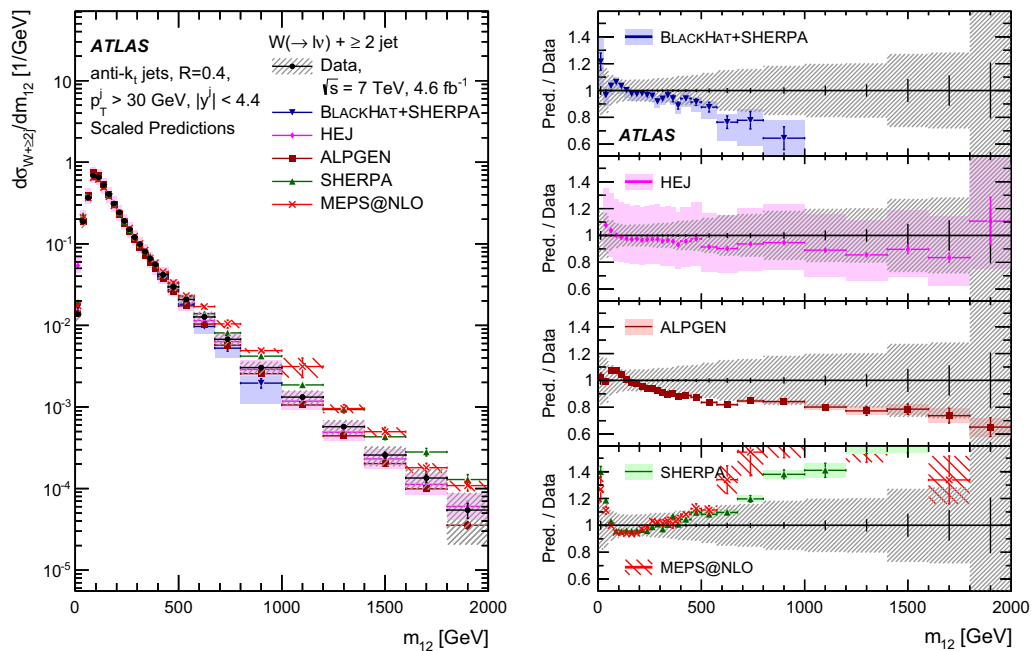 dσ_{W+≥2j}/dm₁₂ [1/GeV]
ATLAS
anti-k_t jets, R=0.4,
p_T^j > 30 GeV, |y^j| < 4.4
Scaled Predictions
W(→ lν) + ≥ 2 jet
Data,
√s = 7 TeV, 4.6 fb⁻¹
BLACKHAT+SHERPA
HEJ
ALPGEN
SHERPA
MEPS@NLO
10
1
10⁻¹
10⁻²
10⁻³
10⁻⁴
10⁻⁵
0 500 1000 1500 2000
m₁₂ [GeV]
Pred. / Data
1.4
1.2
1
0.8
0.6
BLACKHAT+SHERPA
ATLAS
Pred. / Data
1.4
1.2
1
0.8
0.6
HEJ
Pred. / Data
1.4
1.2
1
0.8
0.6
ALPGEN
Pred. / Data
1.4
1.2
1
0.8
0.6
SHERPA
MEPS@NLO
0 500 1000 1500 2000
m₁₂ [GeV]